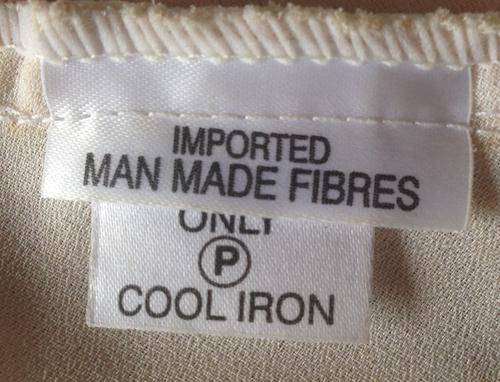 IMPORTED
MAN MADE FIBRES
ONLY
P
COOL IRON